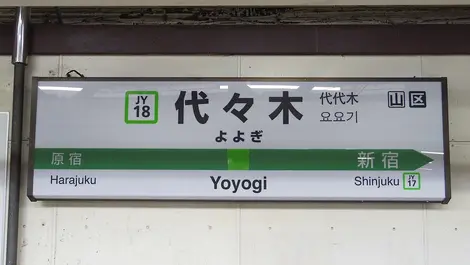 JY
18
代々木
代代木
요요기
山区
よよぎ
原宿
新宿
Harajuku
Yoyogi
Shinjuku
JY
17